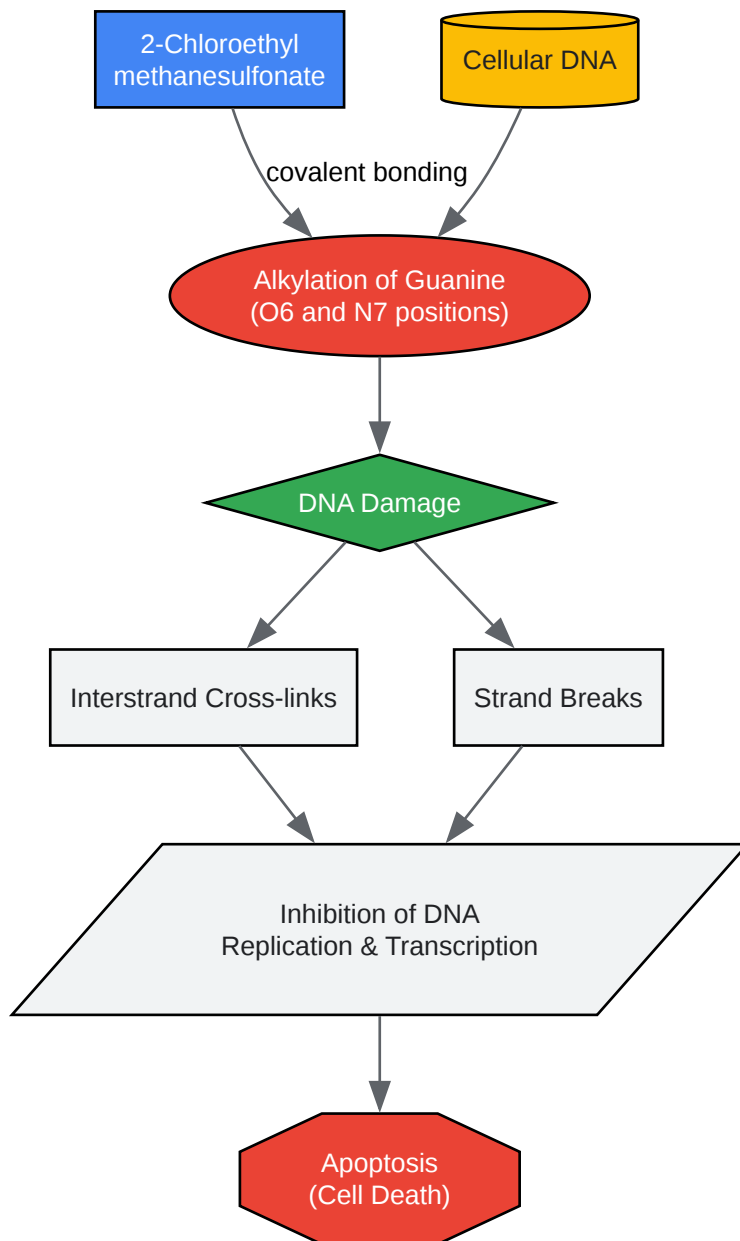 2-Chloroethyl
methanesulfonate
Cellular DNA
covalent bonding
Alkylation of Guanine
(O6 and N7 positions)
DNA Damage
Interstrand Cross-links
Strand Breaks
Inhibition of DNA
Replication & Transcription
Apoptosis
(Cell Death)